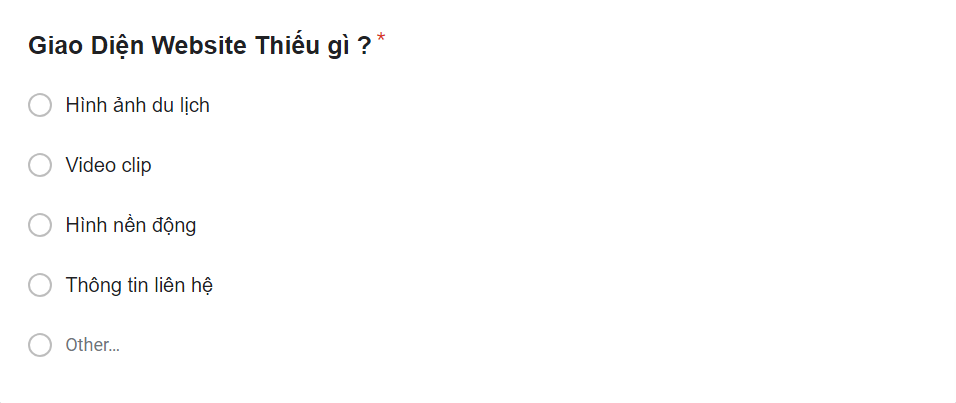 Giao Diện Website Thiếu gì ? *
Hình ảnh du lịch
Video clip
Hình nền động
Thông tin liên hệ
Other...